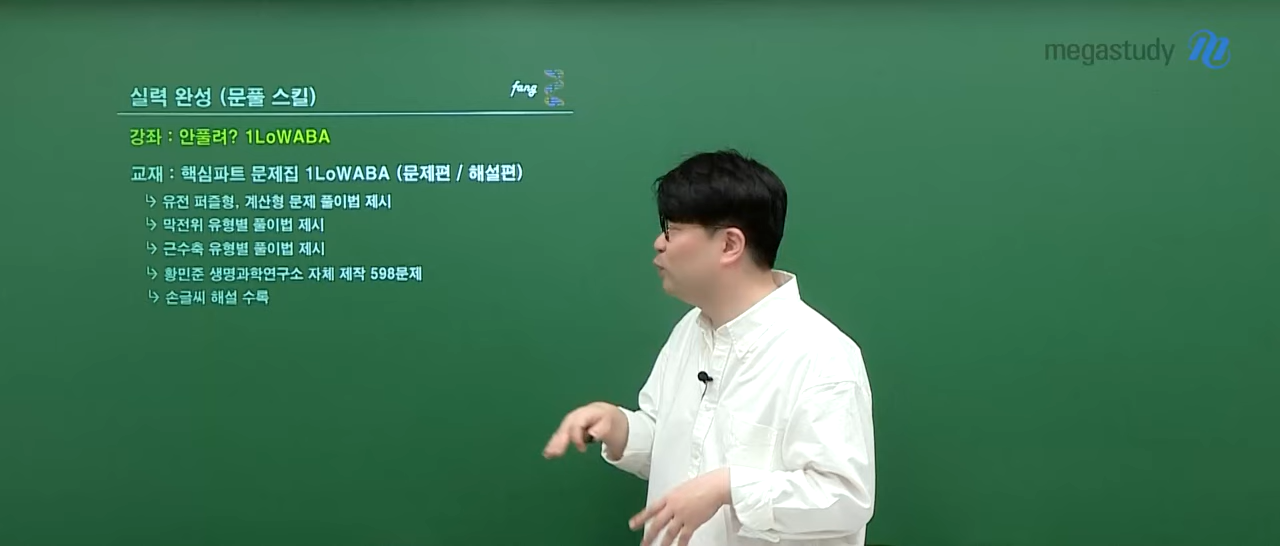 megastudy
실력 완성 (문풀 스킬)
fang
강좌 : 안풀려? 1LoWABA
교재 : 핵심파트 문제집 1LoWABA (문제편 / 해설편)
↳ 유전 퍼즐형, 계산형 문제 풀이법 제시
↳ 막전위 유형별 풀이법 제시
↳ 근수축 유형별 풀이법 제시
↳ 황민준 생명과학연구소 자체 제작 598문제
↳ 손글씨 해설 수록